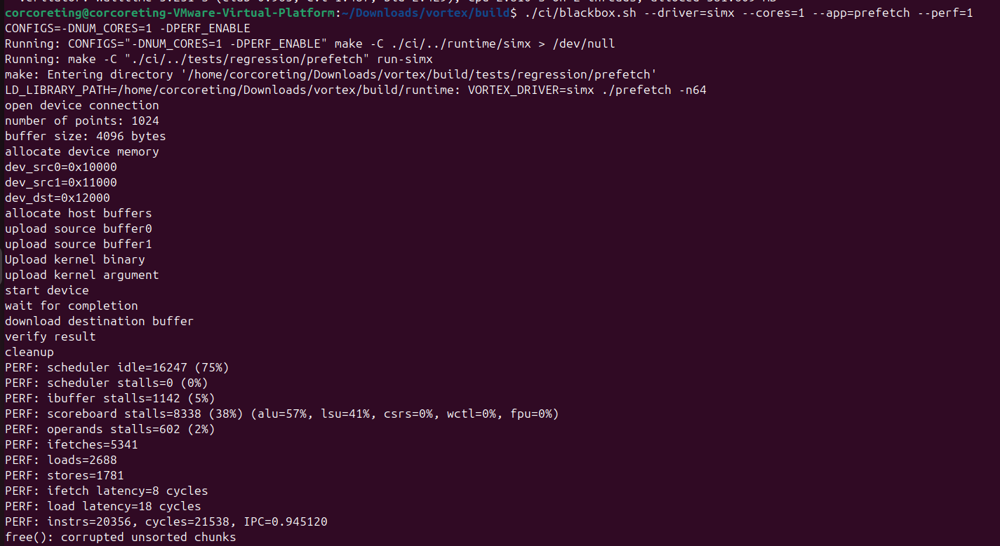 corcoreting@corcoreting-VMware-Virtual-Platform:~/Downloads/vortex/build$ ./ci/blackbox.sh --driver=simx --cores=1 --app=prefetch --perf=1
CONFIGS=-DNUM_CORES=1 -DPERF_ENABLE
Running: CONFIGS="-DNUM_CORES=1 -DPERF_ENABLE" make -C ./ci/../runtime/simx > /dev/null
Running: make -C "./ci/../tests/regression/prefetch" run-simx
make: Entering directory '/home/corcoreting/Downloads/vortex/build/tests/regression/prefetch'
LD_LIBRARY_PATH=/home/corcoreting/Downloads/vortex/build/runtime: VORTEX_DRIVER=simx ./prefetch -n64
open device connection
number of points: 1024
buffer size: 4096 bytes
allocate device memory
dev_src0=0x10000
dev_src1=0x11000
dev_dst=0x12000
allocate host buffers
upload source buffer0
upload source buffer1
Upload kernel binary
upload kernel argument
start device
wait for completion
download destination buffer
verify result
cleanup
PERF: scheduler idle=16247 (75%)
PERF: scheduler stalls=0 (0%)
PERF: ibuffer stalls=1142 (5%)
PERF: scoreboard stalls=8338 (38%) (alu=57%, lsu=41%, csrs=0%, wctl=0%, fpu=0%)
PERF: operands stalls=602 (2%)
PERF: ifetches=5341
PERF: loads=2688
PERF: stores=1781
PERF: ifetch latency=8 cycles
PERF: load latency=18 cycles
PERF: instrs=20356, cycles=21538, IPC=0.945120
free(): corrupted unsorted chunks